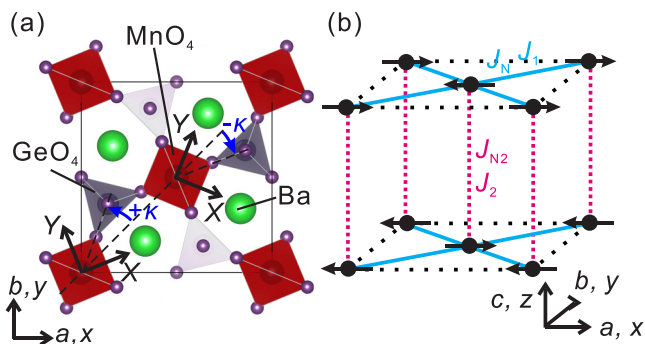 (a)
MnO4
Y
-κ
GeO4
X
Ba
Y
+κ
X
b, y
a, x
(b)
JN J1
JN2
J2
c, z
b, y
a, x